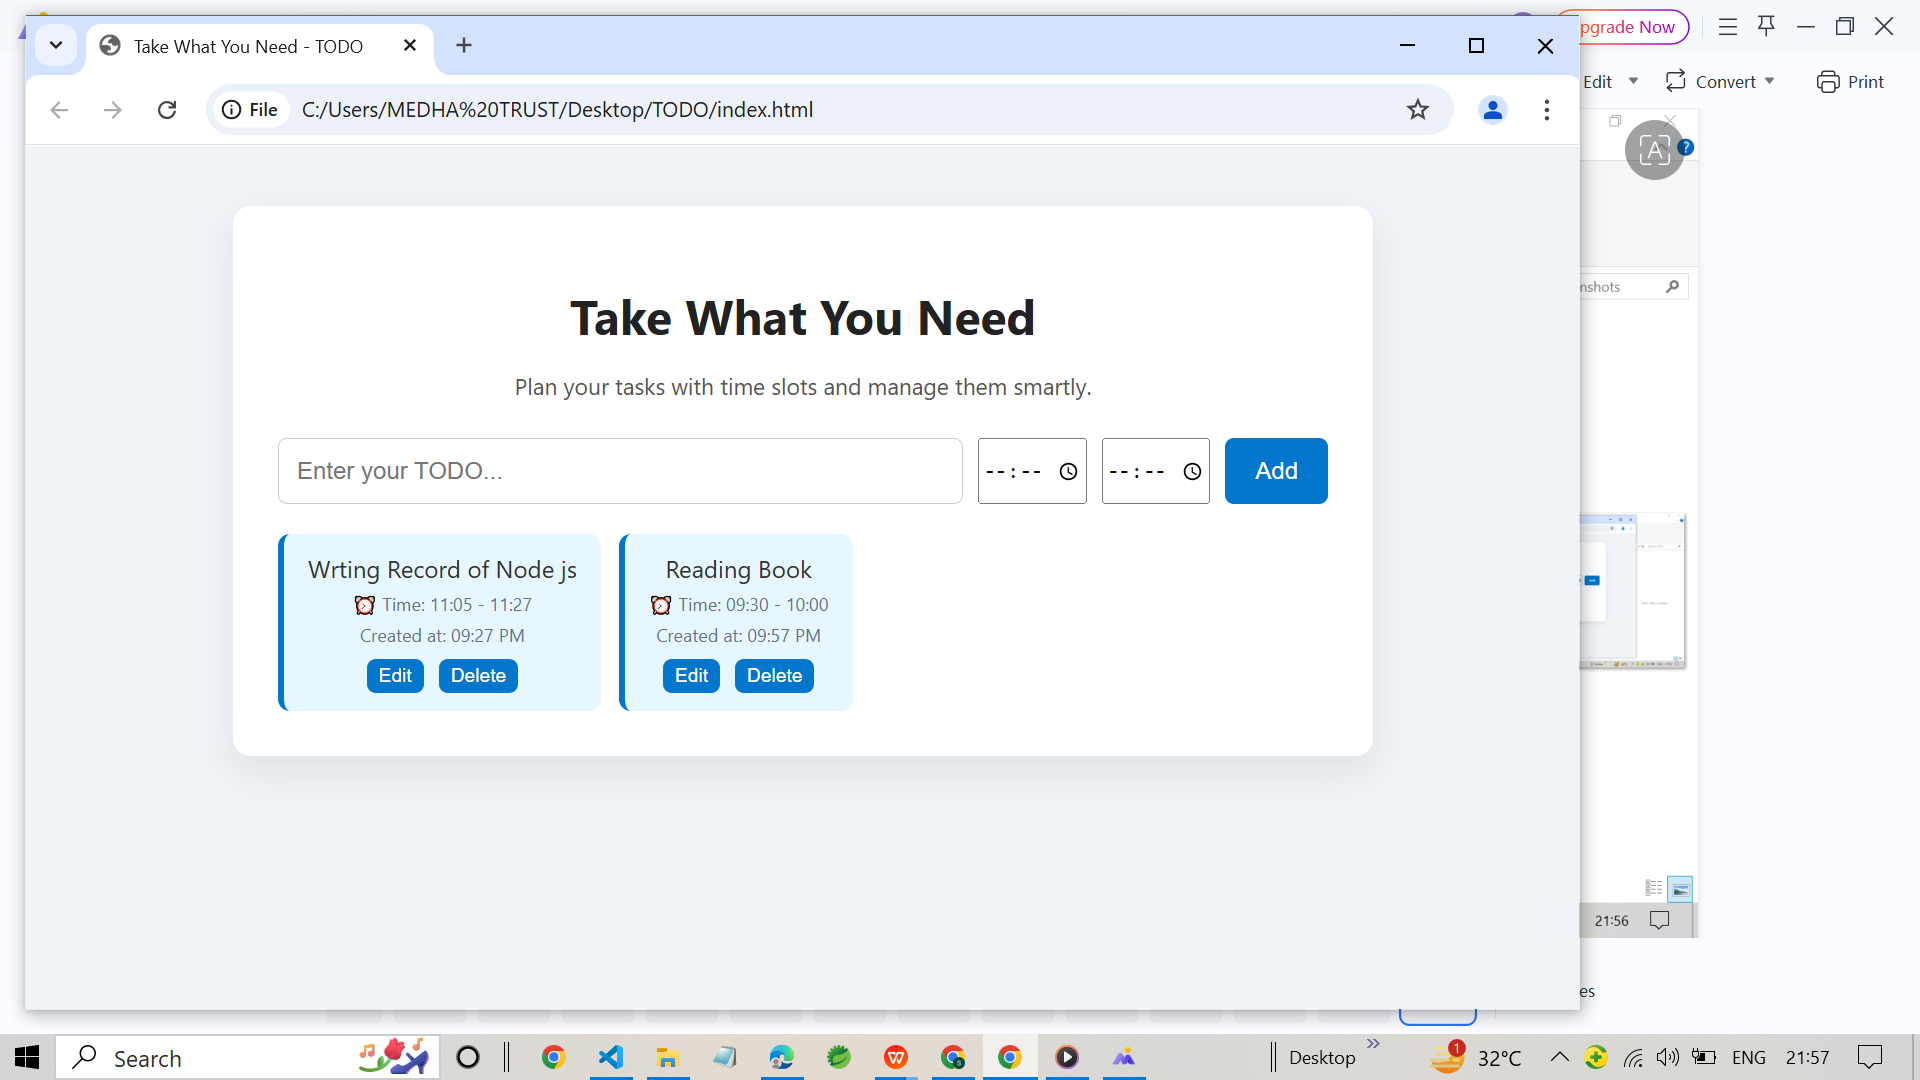 Take What You Need - TODO
pgrade Now
File
C:/Users/MEDHA%20TRUST/Desktop/TODO/index.html
Edit
Convert
Print
A
?
nshots
Take What You Need
Plan your tasks with time slots and manage them smartly.
Enter your TODO...
--:--
--:--
Add
Wrting Record of Node js
⏰ Time: 11:05 - 11:27
Created at: 09:27 PM
Edit
Delete
Reading Book
⏰ Time: 09:30 - 10:00
Created at: 09:57 PM
Edit
Delete
21:56
es
Search
Desktop
1
32°C
ENG
21:57